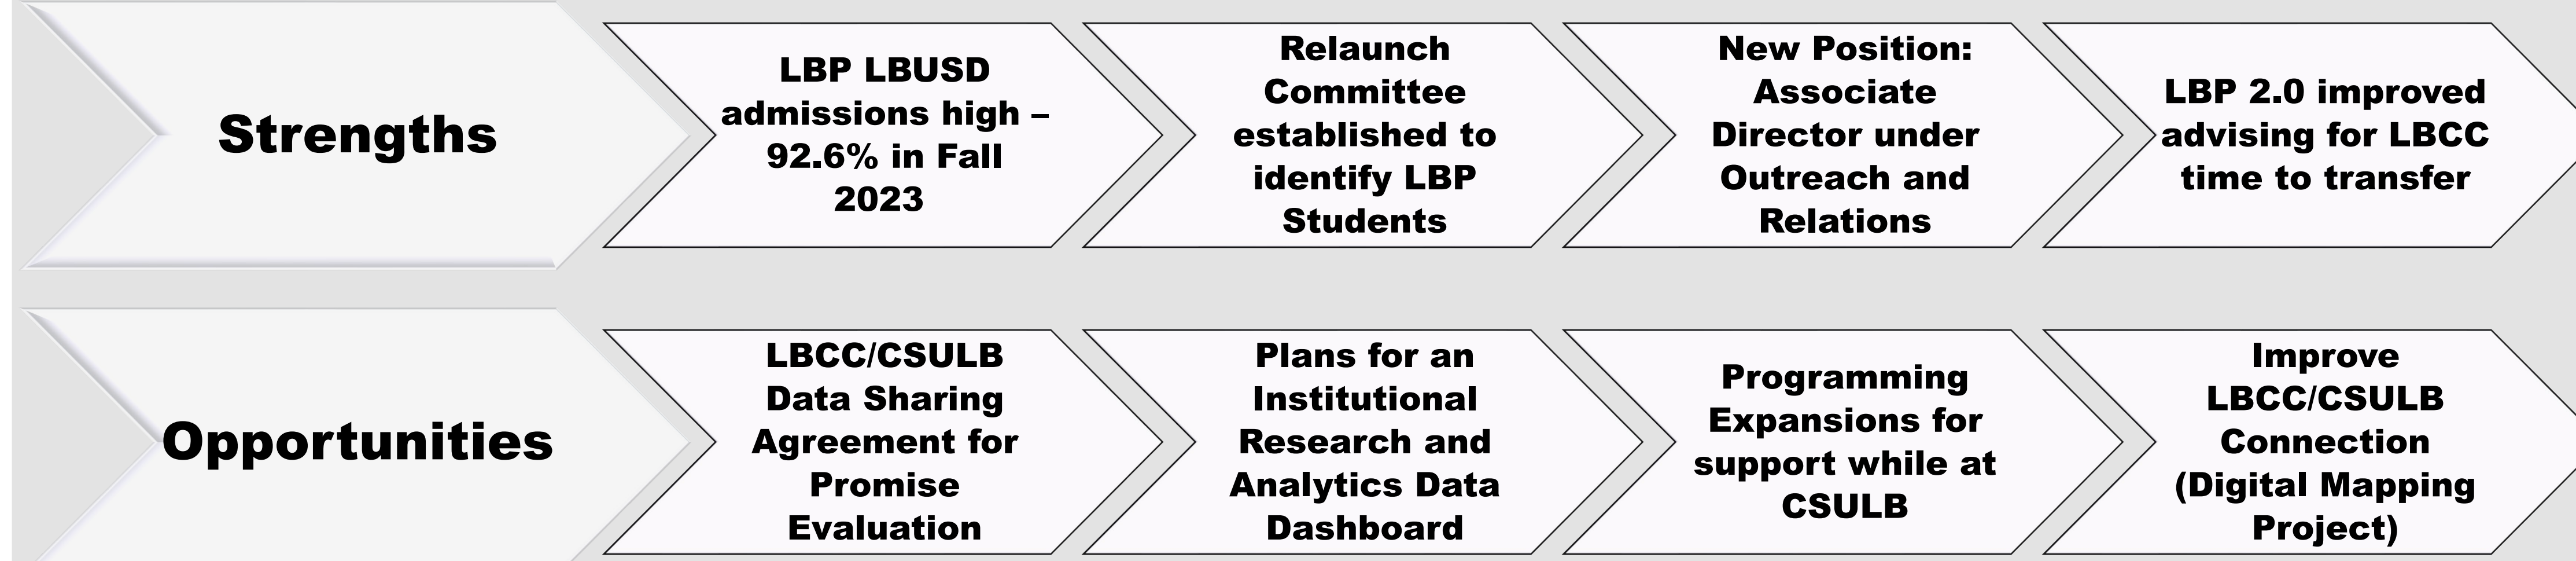 Strengths
LBP LBUSD
admissions high –
92.6% in Fall
2023
Relaunch
Committee
established to
identify LBP
Students
New Position:
Associate
Director under
Outreach and
Relations
LBP 2.0 improved
advising for LBCC
time to transfer
Opportunities
LBCC/CSULB
Data Sharing
Agreement for
Promise
Evaluation
Plans for an
Institutional
Research and
Analytics Data
Dashboard
Programming
Expansions for
support while at
CSULB
Improve
LBCC/CSULB
Connection
(Digital Mapping
Project)